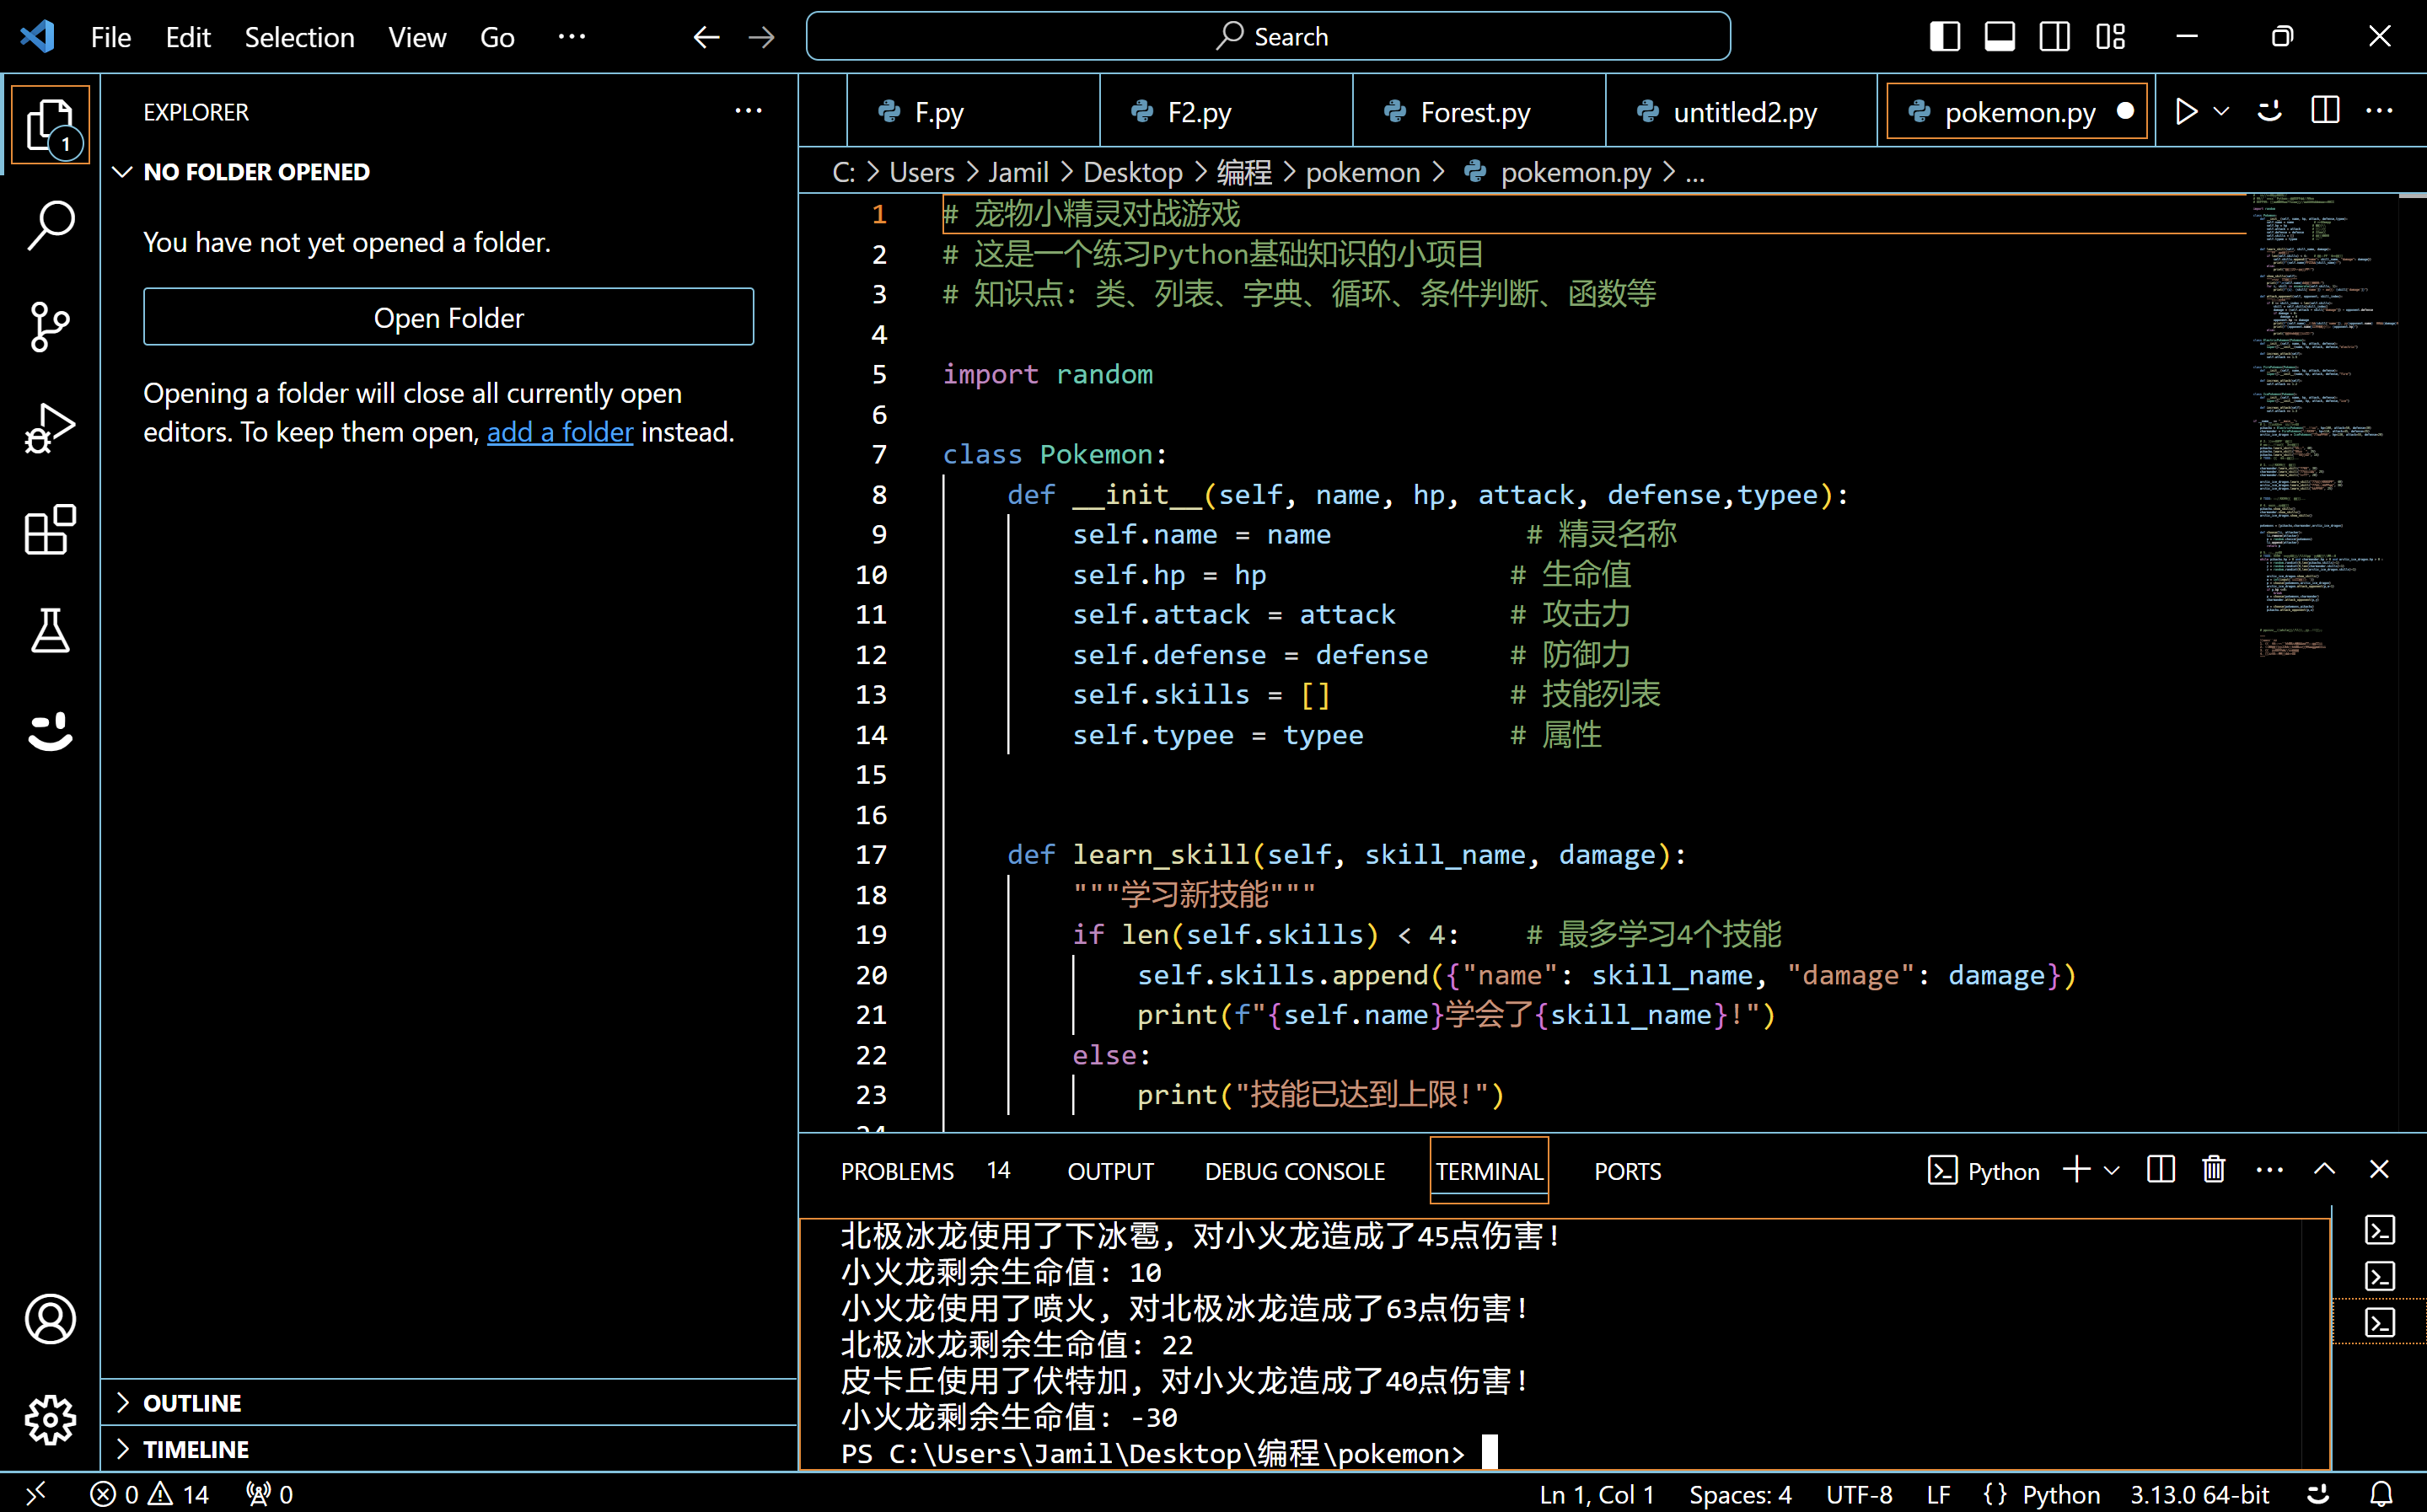 File Edit Selection View Go ··· Search
EXPLORER ···
NO FOLDER OPENED
You have not yet opened a folder.
Open Folder
Opening a folder will close all currently open
editors. To keep them open, add a folder instead.
OUTLINE
TIMELINE
1
F.py F2.py Forest.py untitled2.py pokemon.py
C: > Users > Jamil > Desktop > 编程 > pokemon > pokemon.py > ...
1 # 宠物小精灵对战游戏
2 # 这是一个练习Python基础知识的小项目
3 # 知识点: 类、列表、字典、循环、条件判断、函数等
4
5 import random
6
7 class Pokemon:
8 def __init__(self, name, hp, attack, defense,typee):
9 self.name = name # 精灵名称
10 self.hp = hp # 生命值
11 self.attack = attack # 攻击力
12 self.defense = defense # 防御力
13 self.skills = [] # 技能列表
14 self.typee = typee # 属性
15
16
17 def learn_skill(self, skill_name, damage):
18 """学习新技能"""
19 if len(self.skills) < 4: # 最多学习4个技能
20 self.skills.append({"name": skill_name, "damage": damage})
21 print(f"{self.name}学会了{skill_name}!")
22 else:
23 print("技能已达到上限!")
PROBLEMS 14 OUTPUT DEBUG CONSOLE TERMINAL PORTS Python
北极冰龙使用了下冰雹, 对小火龙造成了45点伤害!
小火龙剩余生命值: 10
小火龙使用了喷火, 对北极冰龙造成了63点伤害!
北极冰龙剩余生命值: 22
皮卡丘使用了伏特加, 对小火龙造成了40点伤害!
小火龙剩余生命值: -30
PS C:\Users\Jamil\Desktop\编程\pokemon>
0 14 0 Ln 1, Col 1 Spaces: 4 UTF-8 LF {} Python 3.13.0 64-bit